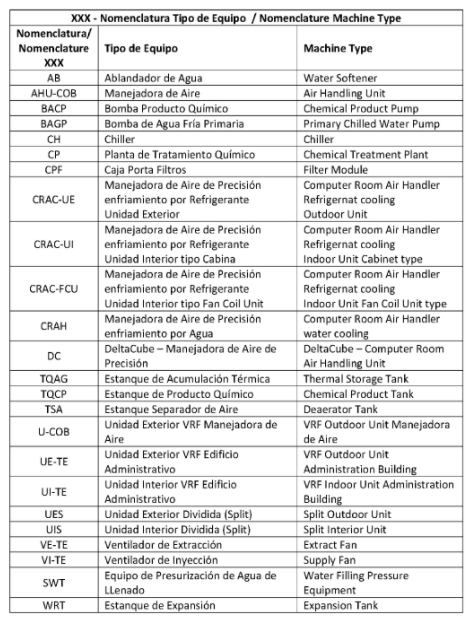 XXX - Nomenclatura Tipo de Equipo / Nomenclature Machine Type
Nomenclatura/
Nomenclature
XXX
Tipo de Equipo
Machine Type
AB Ablandador de Agua Water Softener
AHU-COB Manejadora de Aire Air Handling Unit
BACP Bomba Producto Químico Chemical Product Pump
BAGP Bomba de Agua Fría Primaria Primary Chilled Water Pump
CH Chiller Chiller
CP Planta de Tratamiento Químico Chemical Treatment Plant
CPF Caja Porta Filtros Filter Module
CRAC-UE
Manejadora de Aire de Precisión
enfriamiento por Refrigerante
Unidad Exterior
Computer Room Air Handler
Refrigernat cooling
Outdoor Unit
CRAC-UI
Manejadora de Aire de Precisión
enfriamiento por Refrigerante
Unidad Interior tipo Cabina
Computer Room Air Handler
Refrigernat cooling
Indoor Unit Cabinet type
CRAC-FCU
Manejadora de Aire de Precisión
enfriamiento por Refrigerante
Unidad Interior tipo Fan Coil Unit
Computer Room Air Handler
Refrigernat cooling
Indoor Unit Fan Coil Unit type
CRAH
Manejadora de Aire de Precisión
enfriamiento por Agua
Computer Room Air Handler
water cooling
DC
DeltaCube – Manejadora de Aire de
Precisión
DeltaCube – Computer Room
Air Handling Unit
TQAG Estanque de Acumulación Térmica Thermal Storage Tank
TQCP Estanque de Producto Químico Chemical Product Tank
TSA Estanque Separador de Aire Deaerator Tank
U-COB
Unidad Exterior VRF Manejadora de
Aire
VRF Outdoor Unit Manejadora
de Aire
UE-TE
Unidad Exterior VRF Edificio
Administrativo
VRF Outdoor Unit
Administration Building
UI-TE
Unidad Interior VRF Edificio
Administrativo
VRF Indoor Unit Administration
Building
UES Unidad Exterior Dividida (Split) Split Outdoor Unit
UIS Unidad Interior Dividida (Split) Split Interior Unit
VE-TE Ventilador de Extracción Extract Fan
VI-TE Ventilador de Inyección Supply Fan
SWT
Equipo de Presurización de Agua de
LLenado
Water Filling Pressure
Equipment
WRT Estanque de Expansión Expansion Tank